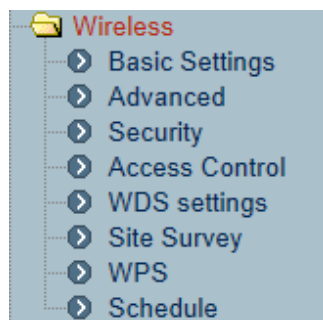 Wireless
Basic Settings
Advanced
Security
Access Control
WDS settings
Site Survey
WPS
Schedule